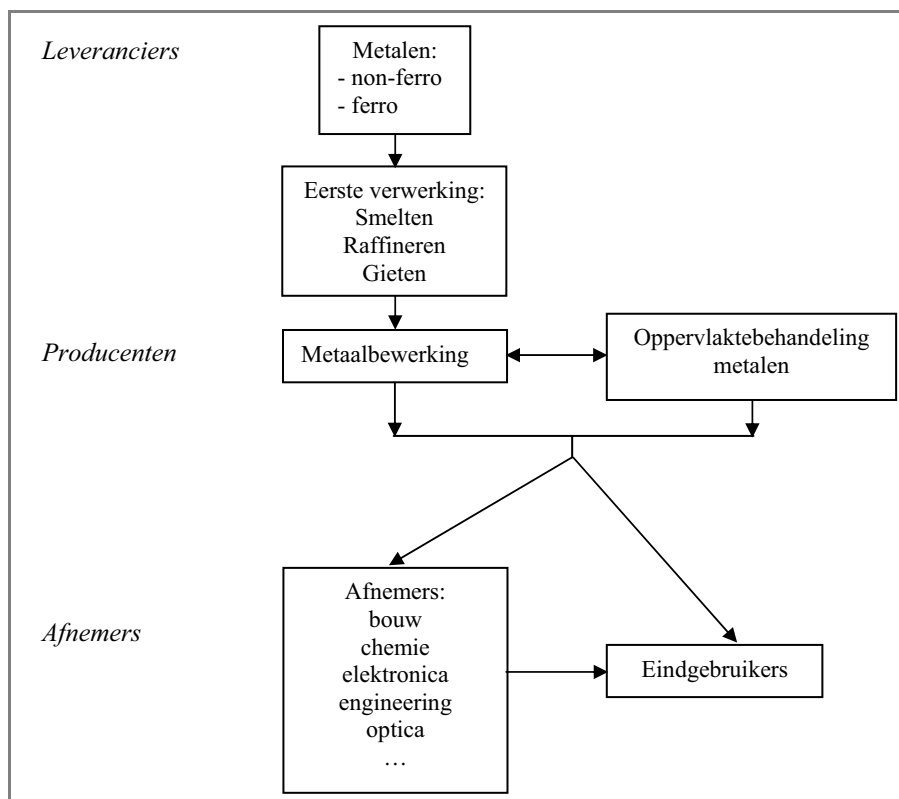 Leveranciers
Metalen:
- non-ferro
- ferro
Eerste verwerking:
Smelten
Raffineren
Gieten
Producenten
Metaalbewerking
Oppervlaktebehandeling
metalen
Afnemers
Afnemers:
bouw
chemie
elektronica
engineering
optica
…
Eindgebruikers